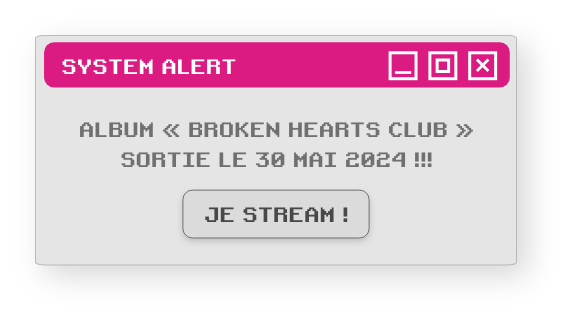 SYSTEM ALERT
ALBUM « BROKEN HEARTS CLUB »
SORTIE LE 30 MAI 2024 !!!
JE STREAM !